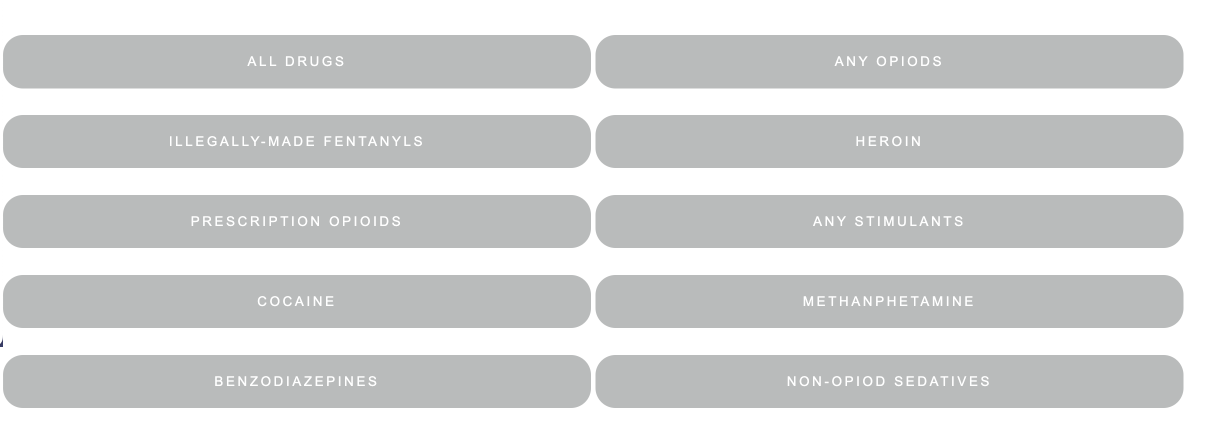 ALL DRUGS
ANY OPIODS
ILLEGALLY-MADE FENTANYLS
HEROIN
PRESCRIPTION OPIOIDS
ANY STIMULANTS
COCAINE
METHANPHETAMINE
BENZODIAZEPINES
NON-OPIOD SEDATIVES